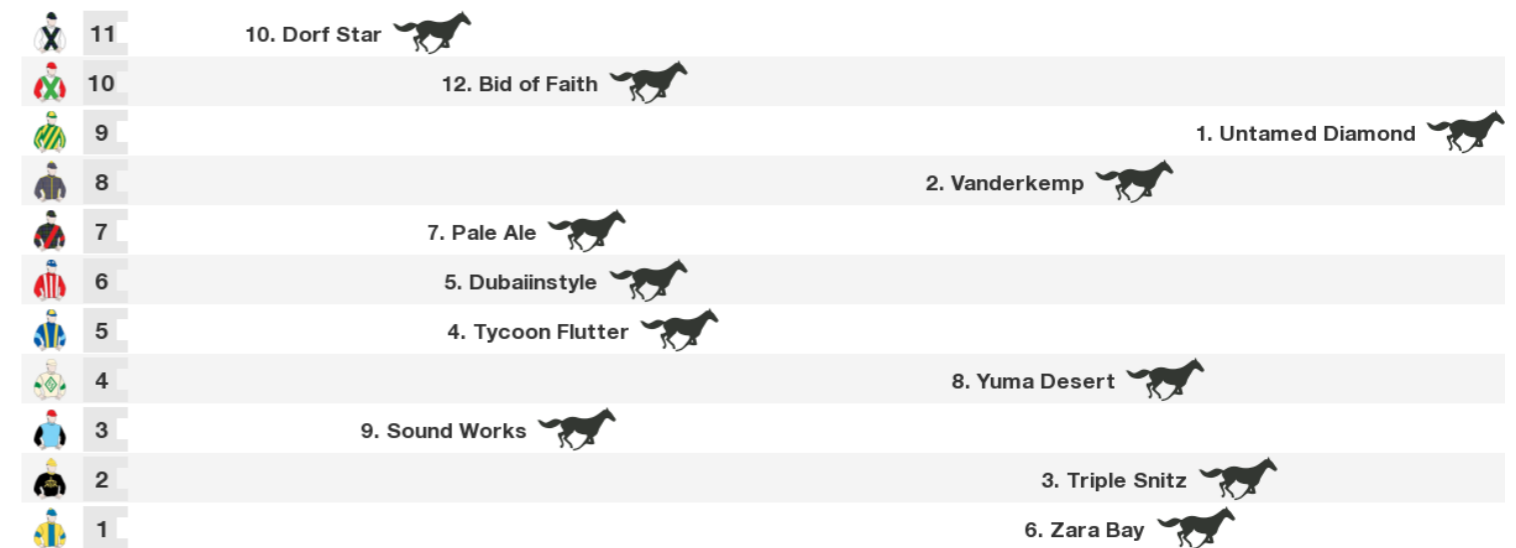 11 10. Dorf Star
10 12. Bid of Faith
9 1. Untamed Diamond
8 2. Vanderkemp
7 7. Pale Ale
6 5. Dubaiinstyle
5 4. Tycoon Flutter
4 8. Yuma Desert
3 9. Sound Works
2 3. Triple Snitz
1 6. Zara Bay